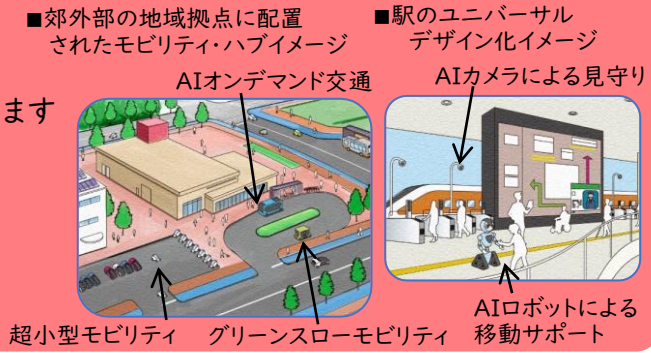 ■郊外部の地域拠点に配置
されたモビリティ・ハブイメージ
■駅のユニバーサル
デザイン化イメージ
ます
AIオンデマンド交通
AIカメラによる見守り
超小型モビリティ
グリーンスローモビリティ
AIロボットによる
移動サポート